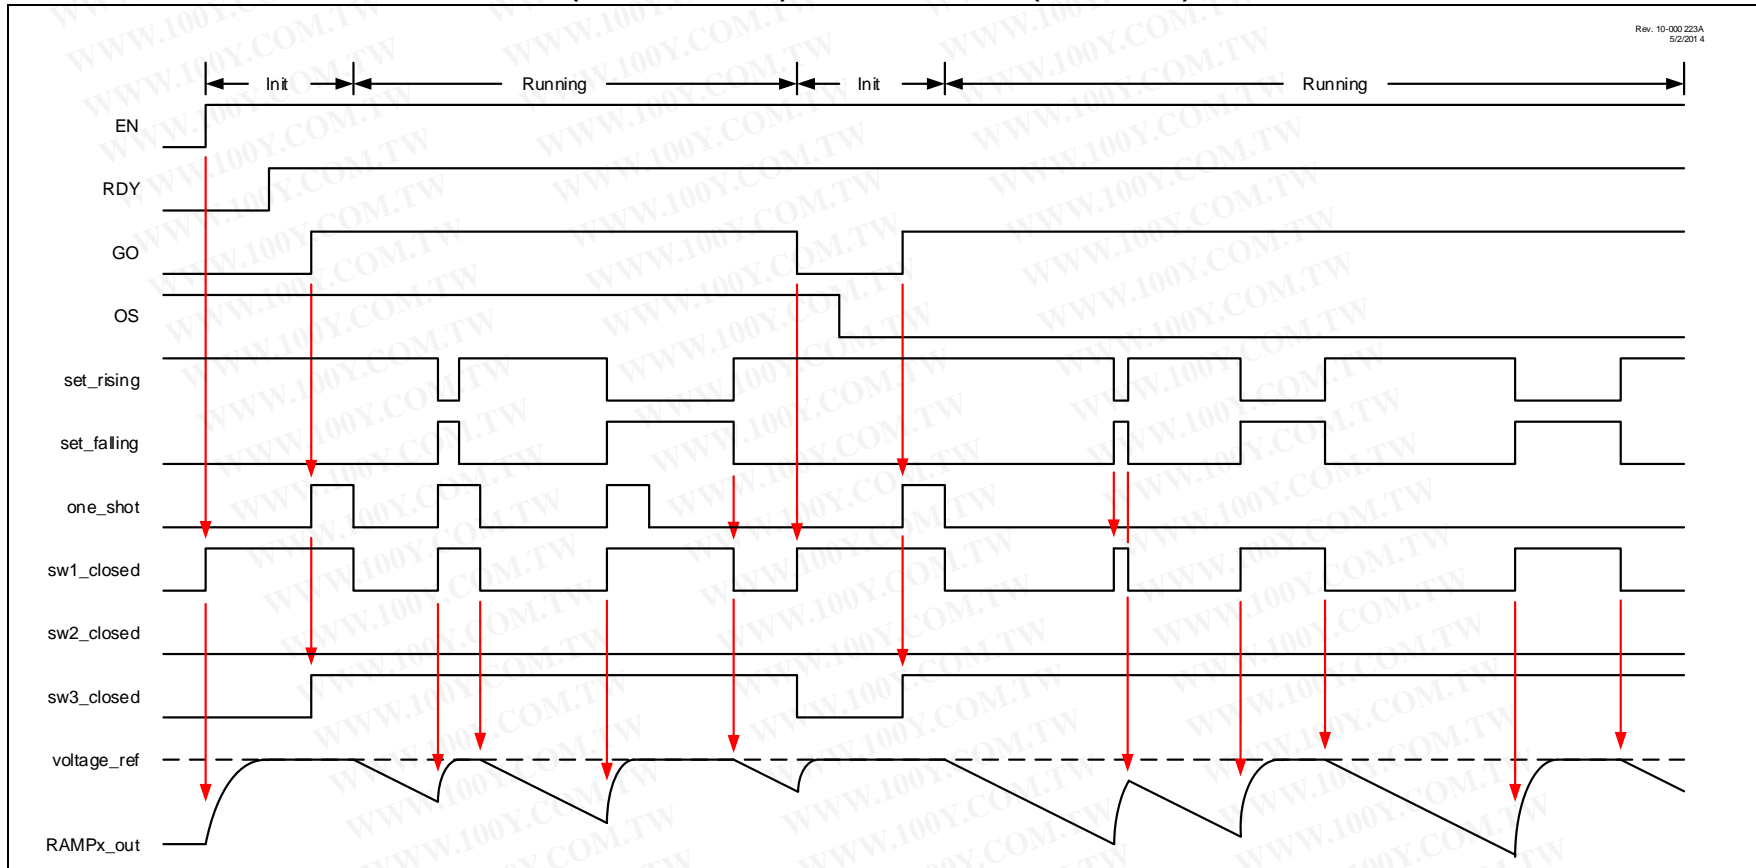 Rev. 10-000 223A
5/2/2014
Init
Running
Init
Running
EN
RDY
GO
OS
set_rising
set_falling
one_shot
sw1_closed
sw2_closed
sw3_closed
voltage_ref
RAMPx_out
WWW.100Y.COM.TW